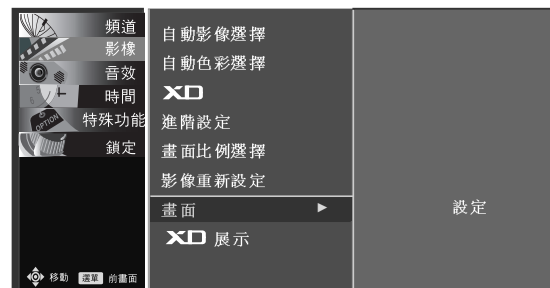 頻道
影橡
音效
時間
特殊功能
OPTION
鎖定
移動 選單 前畫面
自動影像選擇
自動色彩選擇
XD
進階設定
畫面比例選擇
影像重新設定
畫面 ►
XD 展示
設定